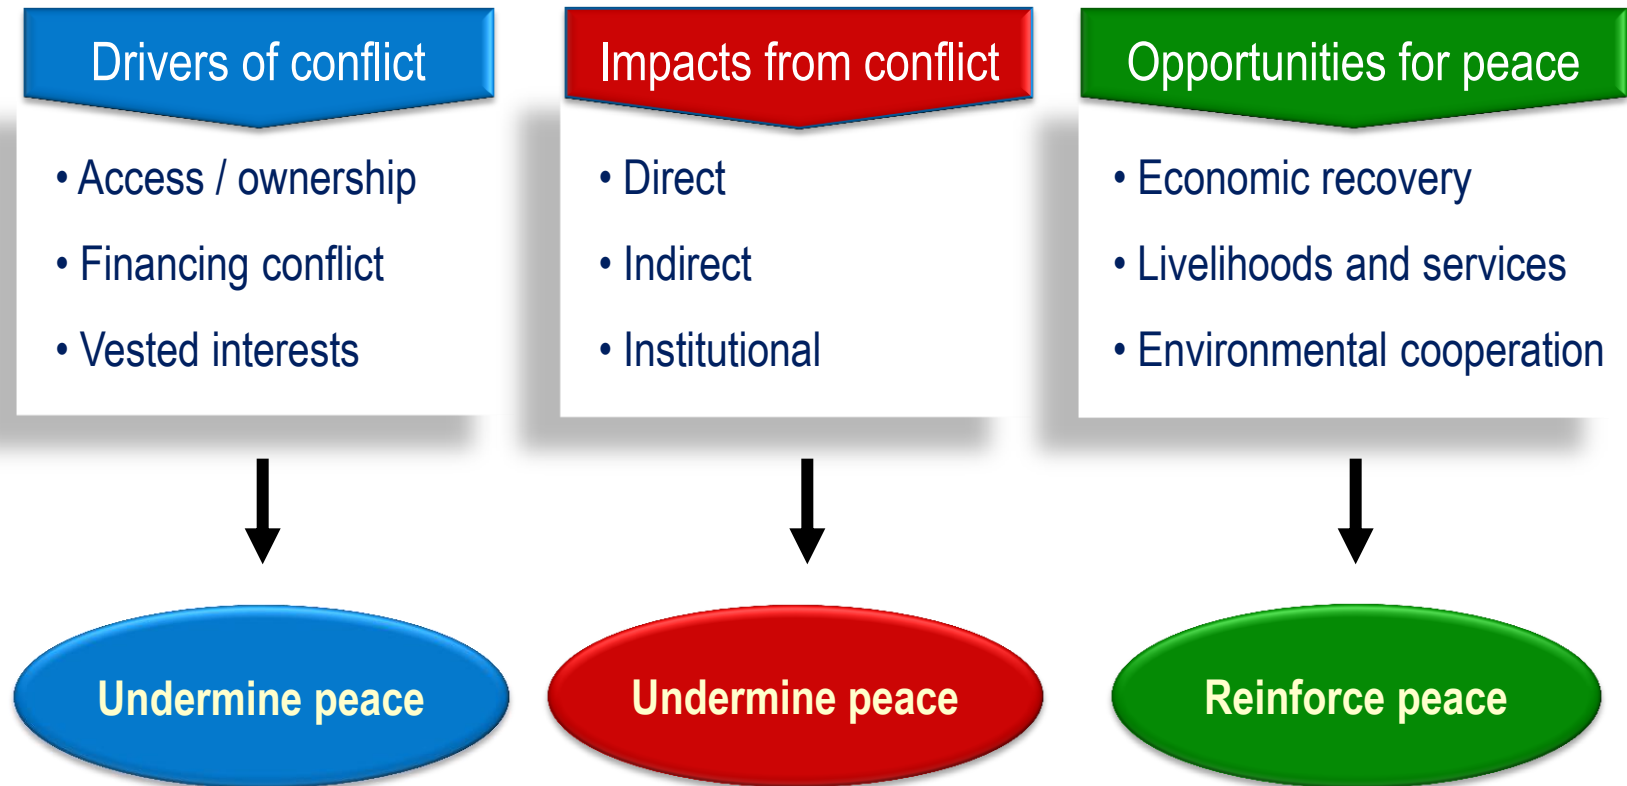 Drivers of conflict
• Access / ownership
• Financing conflict
• Vested interests
Undermine peace
Impacts from conflict
• Direct
• Indirect
• Institutional
Undermine peace
Opportunities for peace
• Economic recovery
• Livelihoods and services
• Environmental cooperation
Reinforce peace